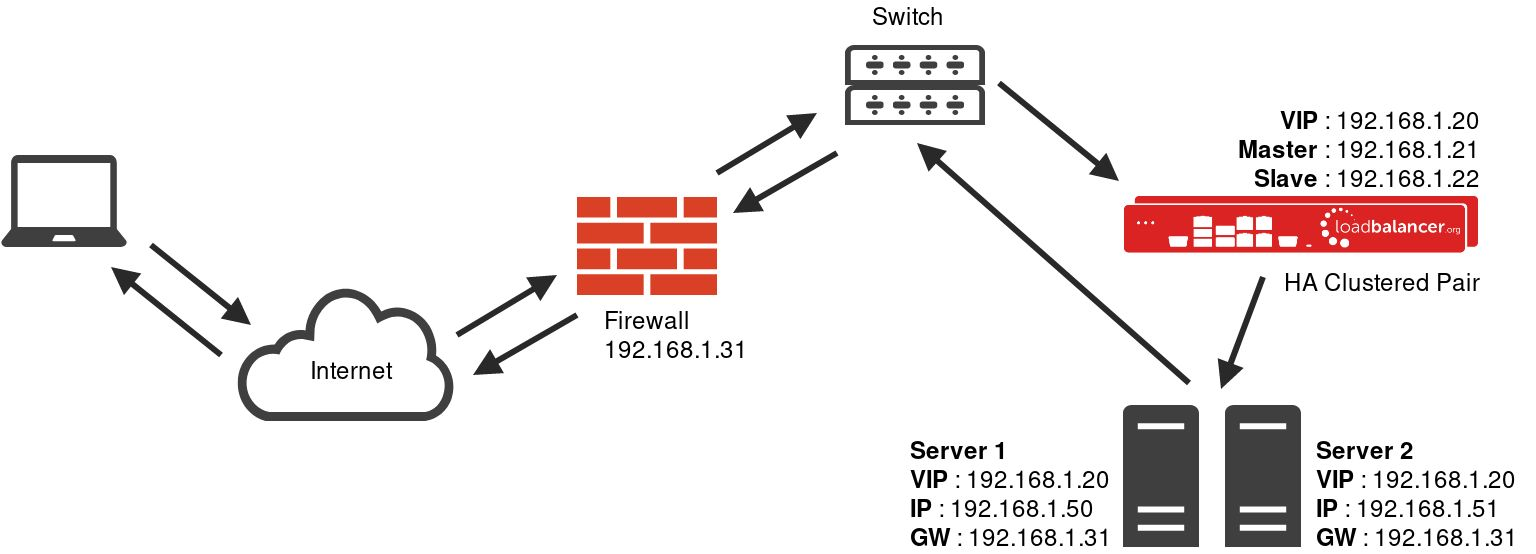 Switch
VIP : 192.168.1.20
Master : 192.168.1.21
Slave : 192.168.1.22
loadbalancer.org
HA Clustered Pair
Firewall
192.168.1.31
Internet
Server 1
VIP : 192.168.1.20
IP : 192.168.1.50
GW : 192.168.1.31
Server 2
VIP : 192.168.1.20
IP : 192.168.1.51
GW : 192.168.1.31